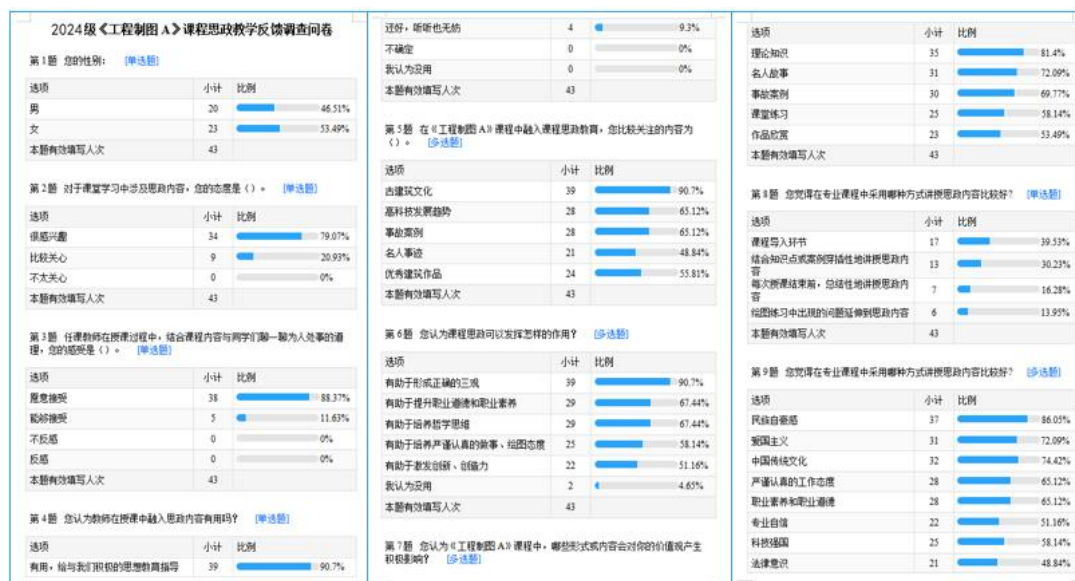 2024级《工程制图 A》课程思政教学反馈调查问卷
第1题 您的性别: [单选题]
选项 小计 比例
男 20 46.51%
女 23 53.49%
本题有效填写人次 43
第2题 对于课堂学习中涉及思政内容，您的态度是（）。 [单选题]
选项 小计 比例
很感兴趣 34 79.07%
比较关心 9 20.93%
不太关心 0 0%
本题有效填写人次 43
第3题 任课教师在授课过程中，结合课程内容与同学们聊一聊为人处事的道
理，您的感受是（）。 [单选题]
选项 小计 比例
愿意接受 38 88.37%
能够接受 5 11.63%
不反感 0 0%
反感 0 0%
本题有效填写人次 43
第4题 您认为教师在授课中融入思政内容有用吗？ [单选题]
选项 小计 比例
有用，给与我们积极的思想教育指导 39 90.7%
还好，听听也无妨 4 9.3%
不确定 0 0%
我认为没用 0 0%
本题有效填写人次 43
第5题 在《工程制图 A》课程中融入课程思政教育，您比较关注的内容为
（）。 [多选题]
选项 小计 比例
古建筑文化 39 90.7%
高科技发展趋势 28 65.12%
事故案例 28 65.12%
名人事迹 21 48.84%
优秀建筑作品 24 55.81%
本题有效填写人次 43
第6题 您认为课程思政可以发挥怎样的作用？ [多选题]
选项 小计 比例
有助于形成正确的三观 39 90.7%
有助于提升职业道德和职业素养 29 67.44%
有助于培养哲学思维 29 67.44%
有助于培养严谨认真的做事、绘图态度 25 58.14%
有助于激发创新、创造力 22 51.16%
我认为没用 2 4.65%
本题有效填写人次 43
第7题 您认为《工程制图 A》课程中，哪些形式或内容会对你的价值观产生
积极影响？ [多选题]
选项 小计 比例
理论知识 35 81.4%
名人故事 31 72.09%
事故案例 30 69.77%
课堂练习 25 58.14%
作品欣赏 23 53.49%
本题有效填写人次 43
第8题 您觉得在专业课程中采用哪种方式讲授思政内容比较好？ [单选题]
选项 小计 比例
课程导入环节 17 39.53%
结合知识点或案例穿插性地讲授思政内
容 13 30.23%
每次授课结束前，总结性地讲授思政内
容 7 16.28%
绘图练习中出现的问题延伸到思政内容 6 13.95%
本题有效填写人次 43
第9题 您觉得在专业课程中采用哪种方式讲授思政内容比较好？ [多选题]
选项 小计 比例
民族自豪感 37 86.05%
爱国主义 31 72.09%
中国传统文化 32 74.42%
严谨认真的工作态度 28 65.12%
职业素养和职业道德 28 65.12%
专业自信 22 51.16%
科技强国 25 58.14%
法律意识 21 48.84%